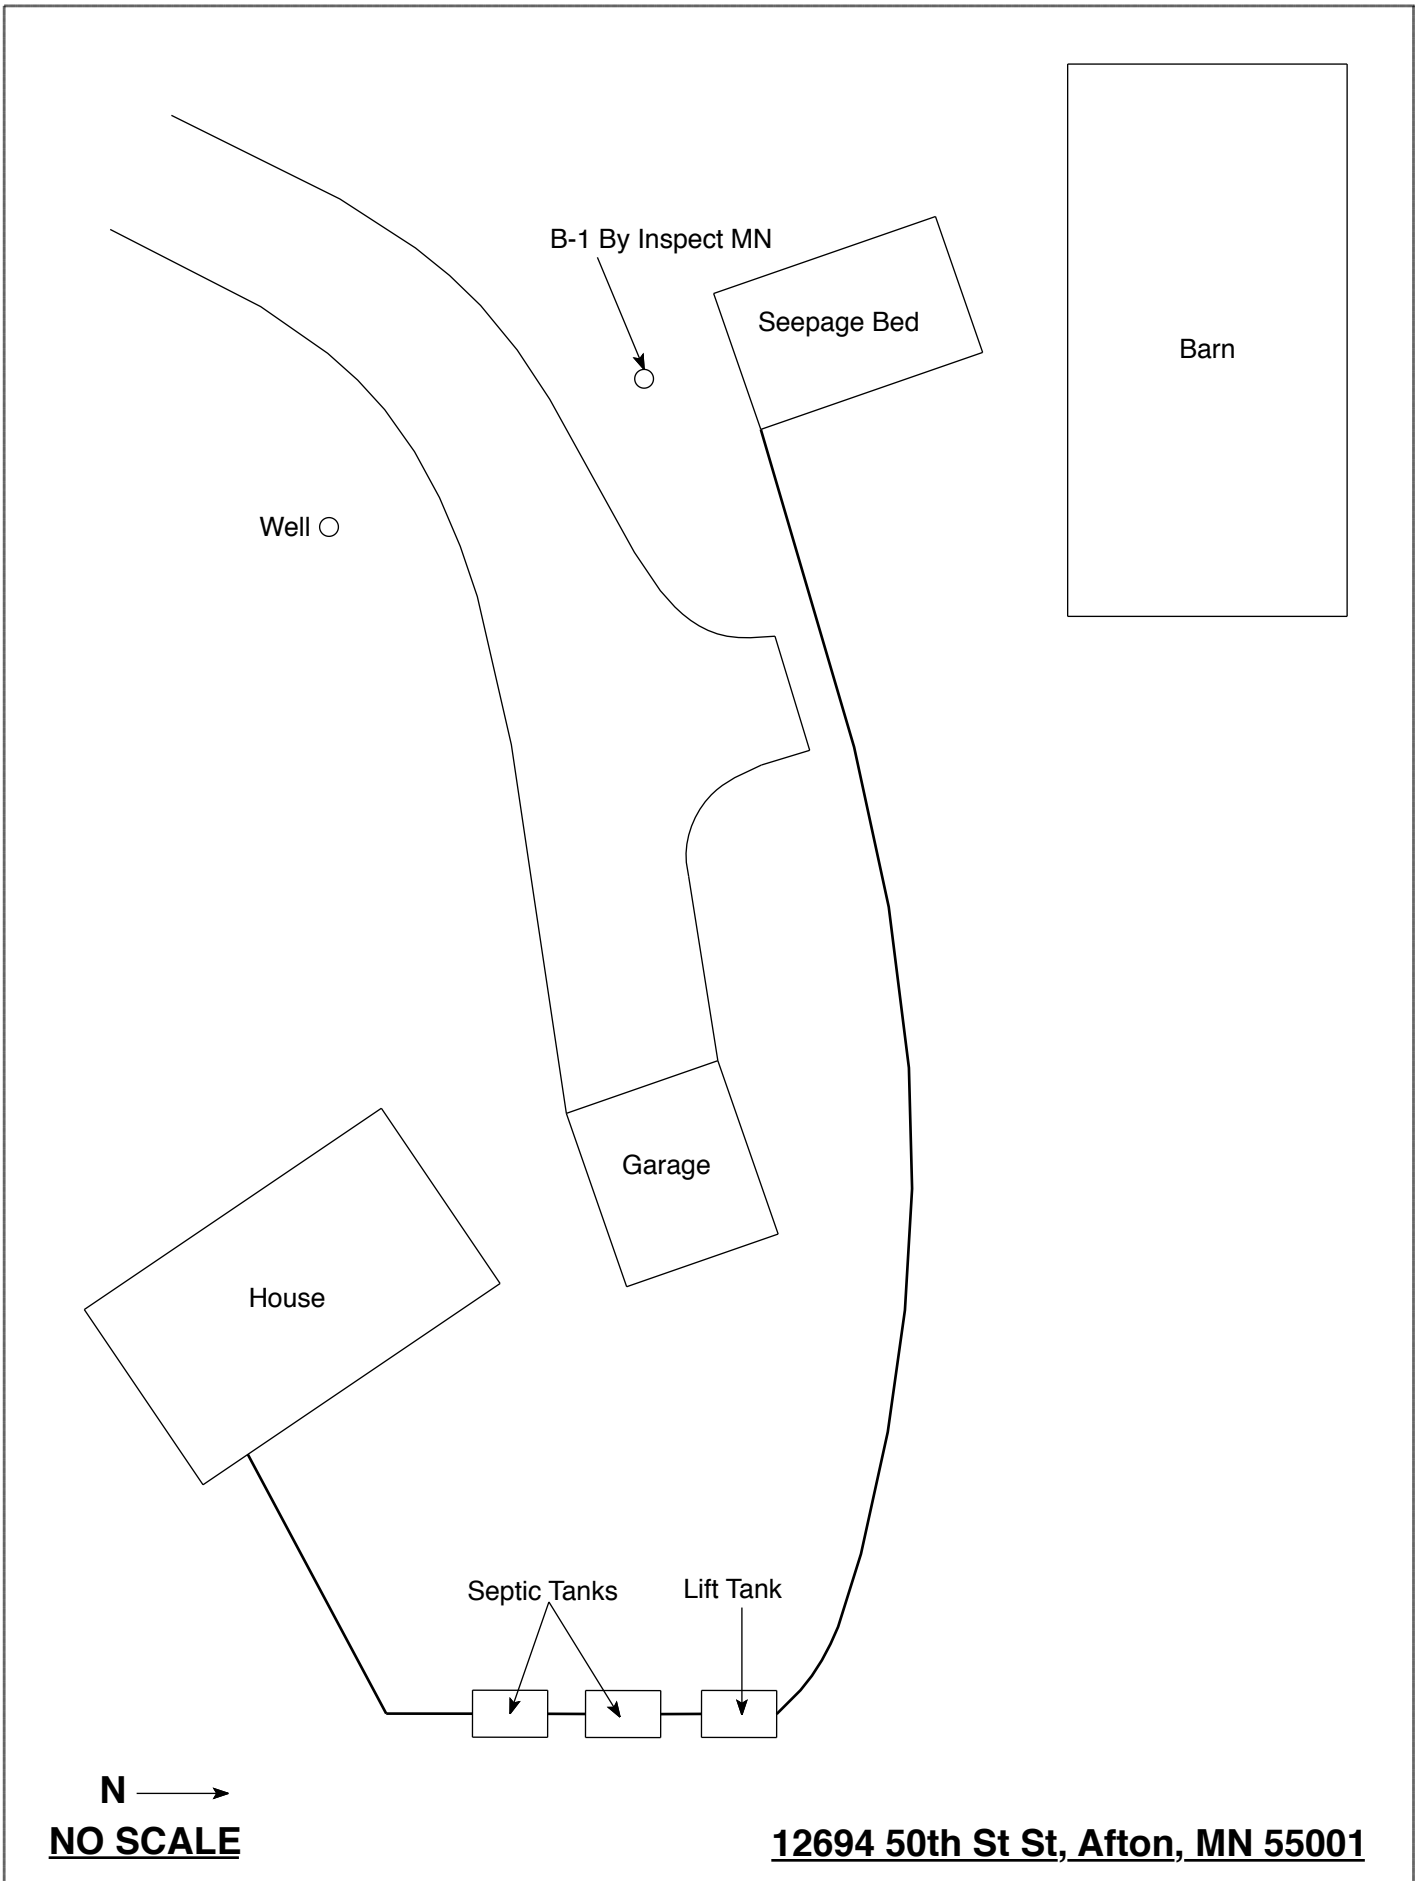 B-1 By Inspect MN
Seepage Bed
Barn
Well
Garage
House
Septic Tanks
Lift Tank
N
NO SCALE
12694 50th St St, Afton, MN 55001